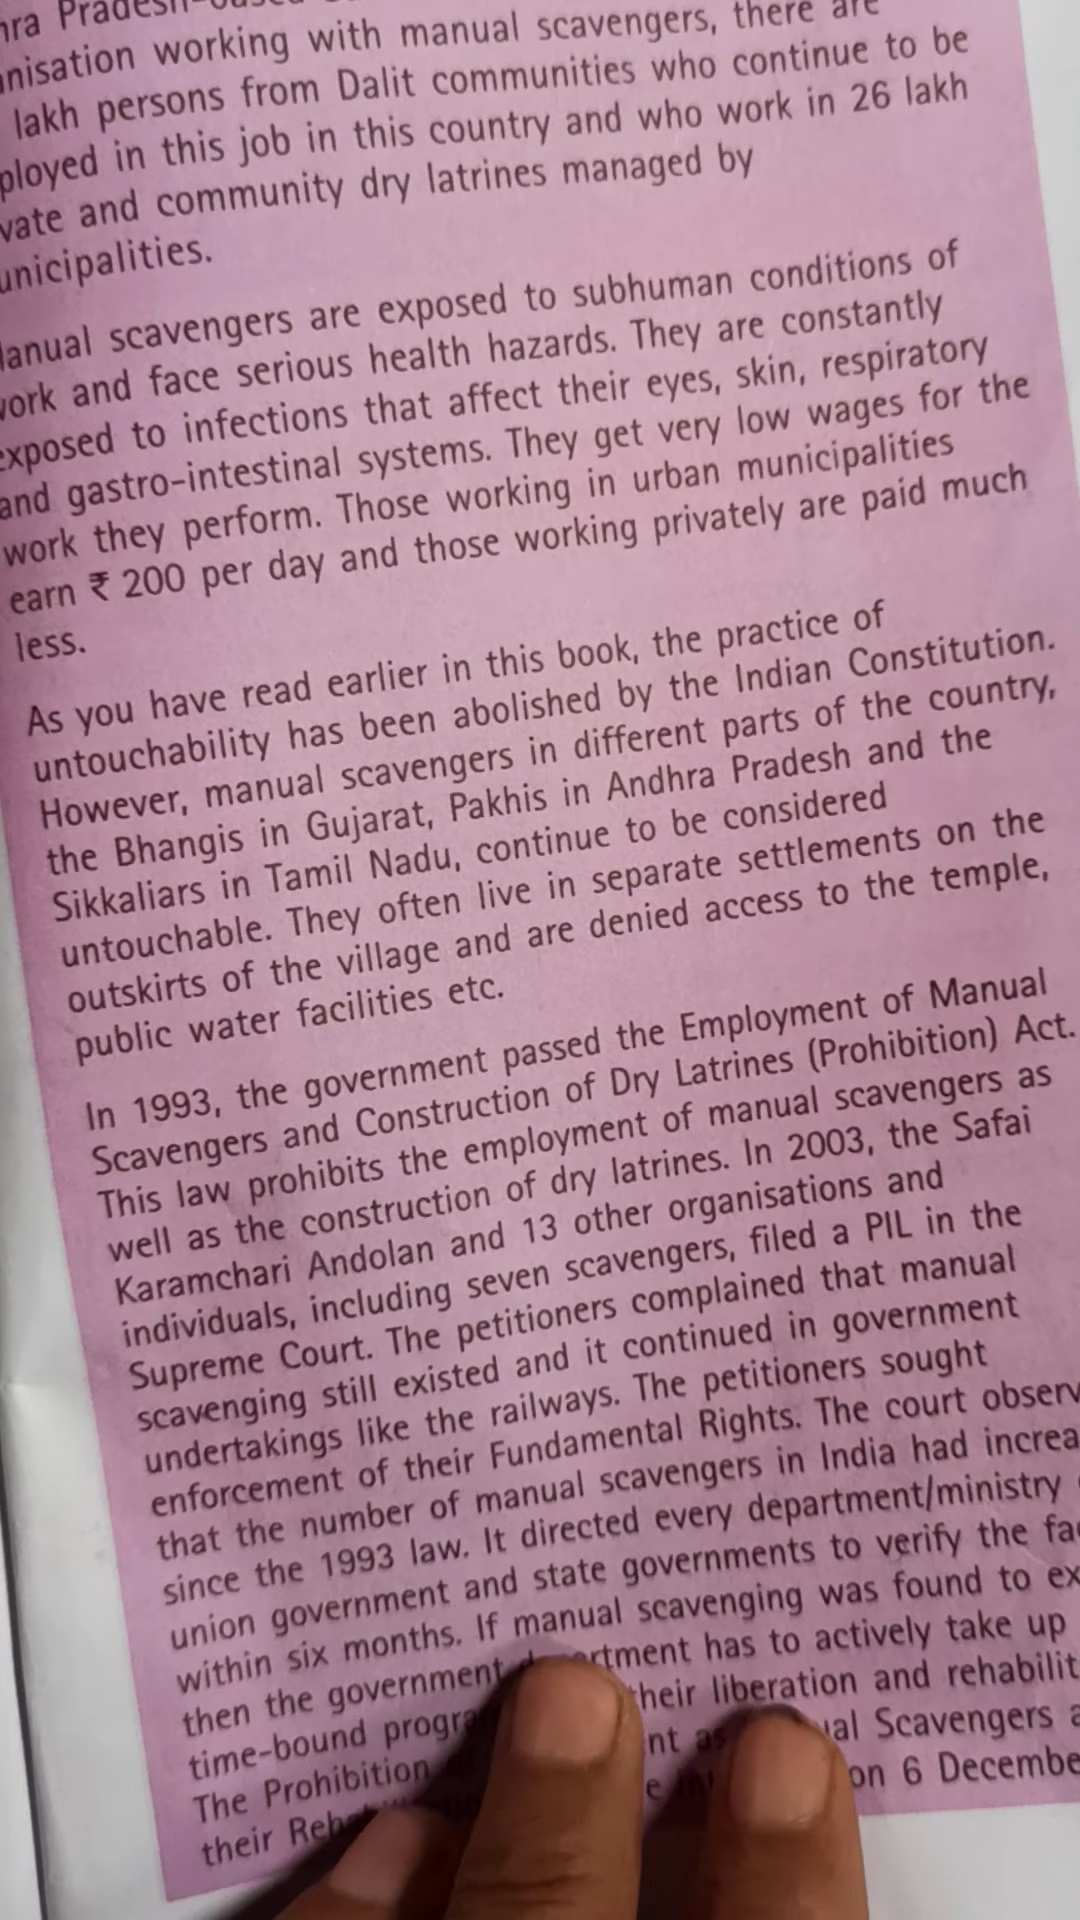 Pradesh-based
working with manual scavengers, there are
lakh persons from Dalit communities who continue to be
in this job in this country and who work in 26 lakh
and community dry latrines managed by
scavengers are exposed to subhuman conditions of
and face serious health hazards. They are constantly
exposed to infections that affect their eyes, skin, respiratory
and gastro-intestinal systems. They get very low wages for the
work they perform. Those working in urban municipalities
earn ₹ 200 per day and those working privately are paid much
less.
As you have read earlier in this book, the practice of
untouchability has been abolished by the Indian Constitution.
However, manual scavengers in different parts of the country,
the Bhangis in Gujarat, Pakhis in Andhra Pradesh and the
Sikkaliars in Tamil Nadu, continue to be considered
untouchable. They often live in separate settlements on the
outskirts of the village and are denied access to the temple,
public water facilities etc.
In 1993, the government passed the Employment of Manual
Scavengers and Construction of Dry Latrines (Prohibition) Act.
This law prohibits the employment of manual scavengers as
well as the construction of dry latrines. In 2003, the Safai
Karamchari Andolan and 13 other organisations and
individuals, including seven scavengers, filed a PIL in the
Supreme Court. The petitioners complained that manual
scavenging still existed and it continued in government
undertakings like the railways. The petitioners sought
enforcement of their Fundamental Rights. The court observ
that the number of manual scavengers in India had increa
since the 1993 law. It directed every department/ministry
union government and state governments to verify the fa
within six months. If manual scavenging was found to ex
then the government has to actively take up
time-bound their liberation and rehabilit
The Prohibition Scavengers
their on 6 Decembe